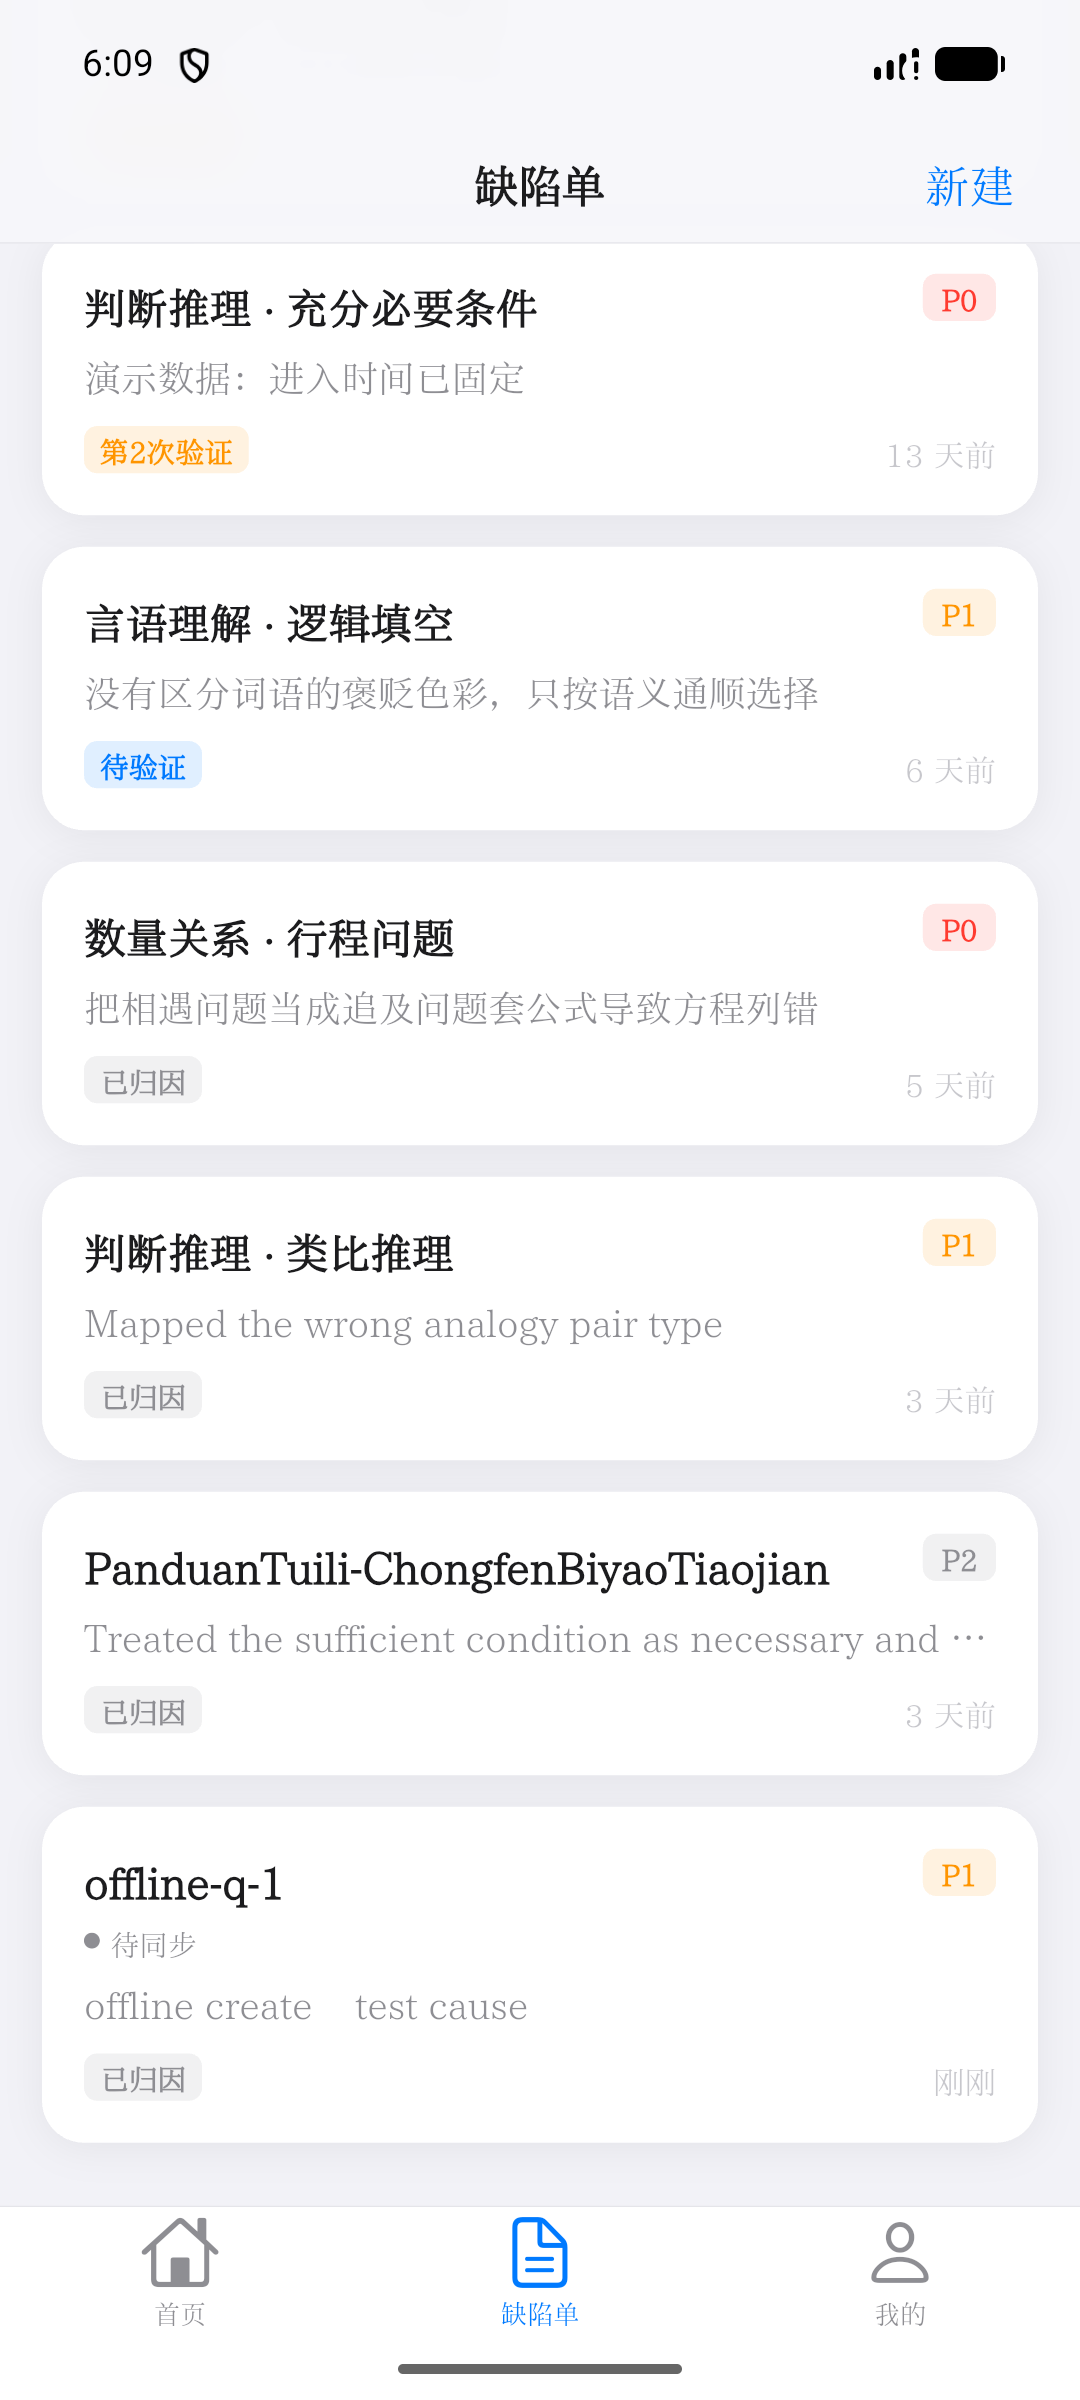 6:09
缺陷单
新建
判断推理 · 充分必要条件
P0
演示数据：进入时间已固定
第2次验证
13 天前
言语理解 · 逻辑填空
P1
没有区分词语的褒贬色彩，只按语义通顺选择
待验证
6 天前
数量关系 · 行程问题
P0
把相遇问题当成追及问题套公式导致方程列错
已归因
5 天前
判断推理 · 类比推理
P1
Mapped the wrong analogy pair type
已归因
3 天前
PanduanTuili-ChongfenBiyaoTiaojian
P2
Treated the sufficient condition as necessary and …
已归因
3 天前
offline-q-1
P1
待同步
offline create    test cause
已归因
刚刚
首页
缺陷单
我的